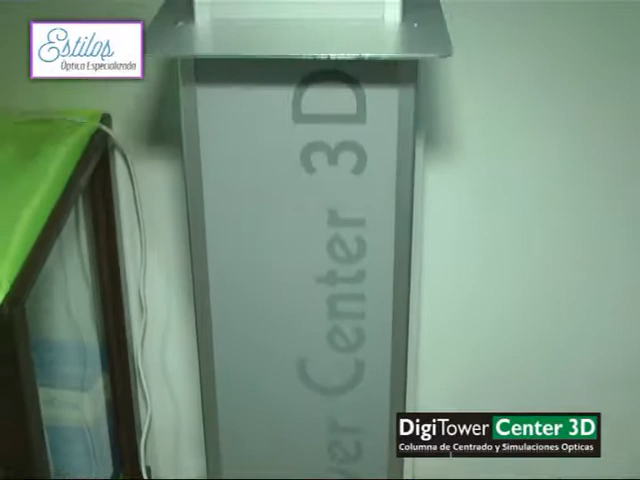 Estilos
Óptica Especializada
ver Center 3D
DigiTower Center 3D
Columna de Centrado y Simulaciones Opticas